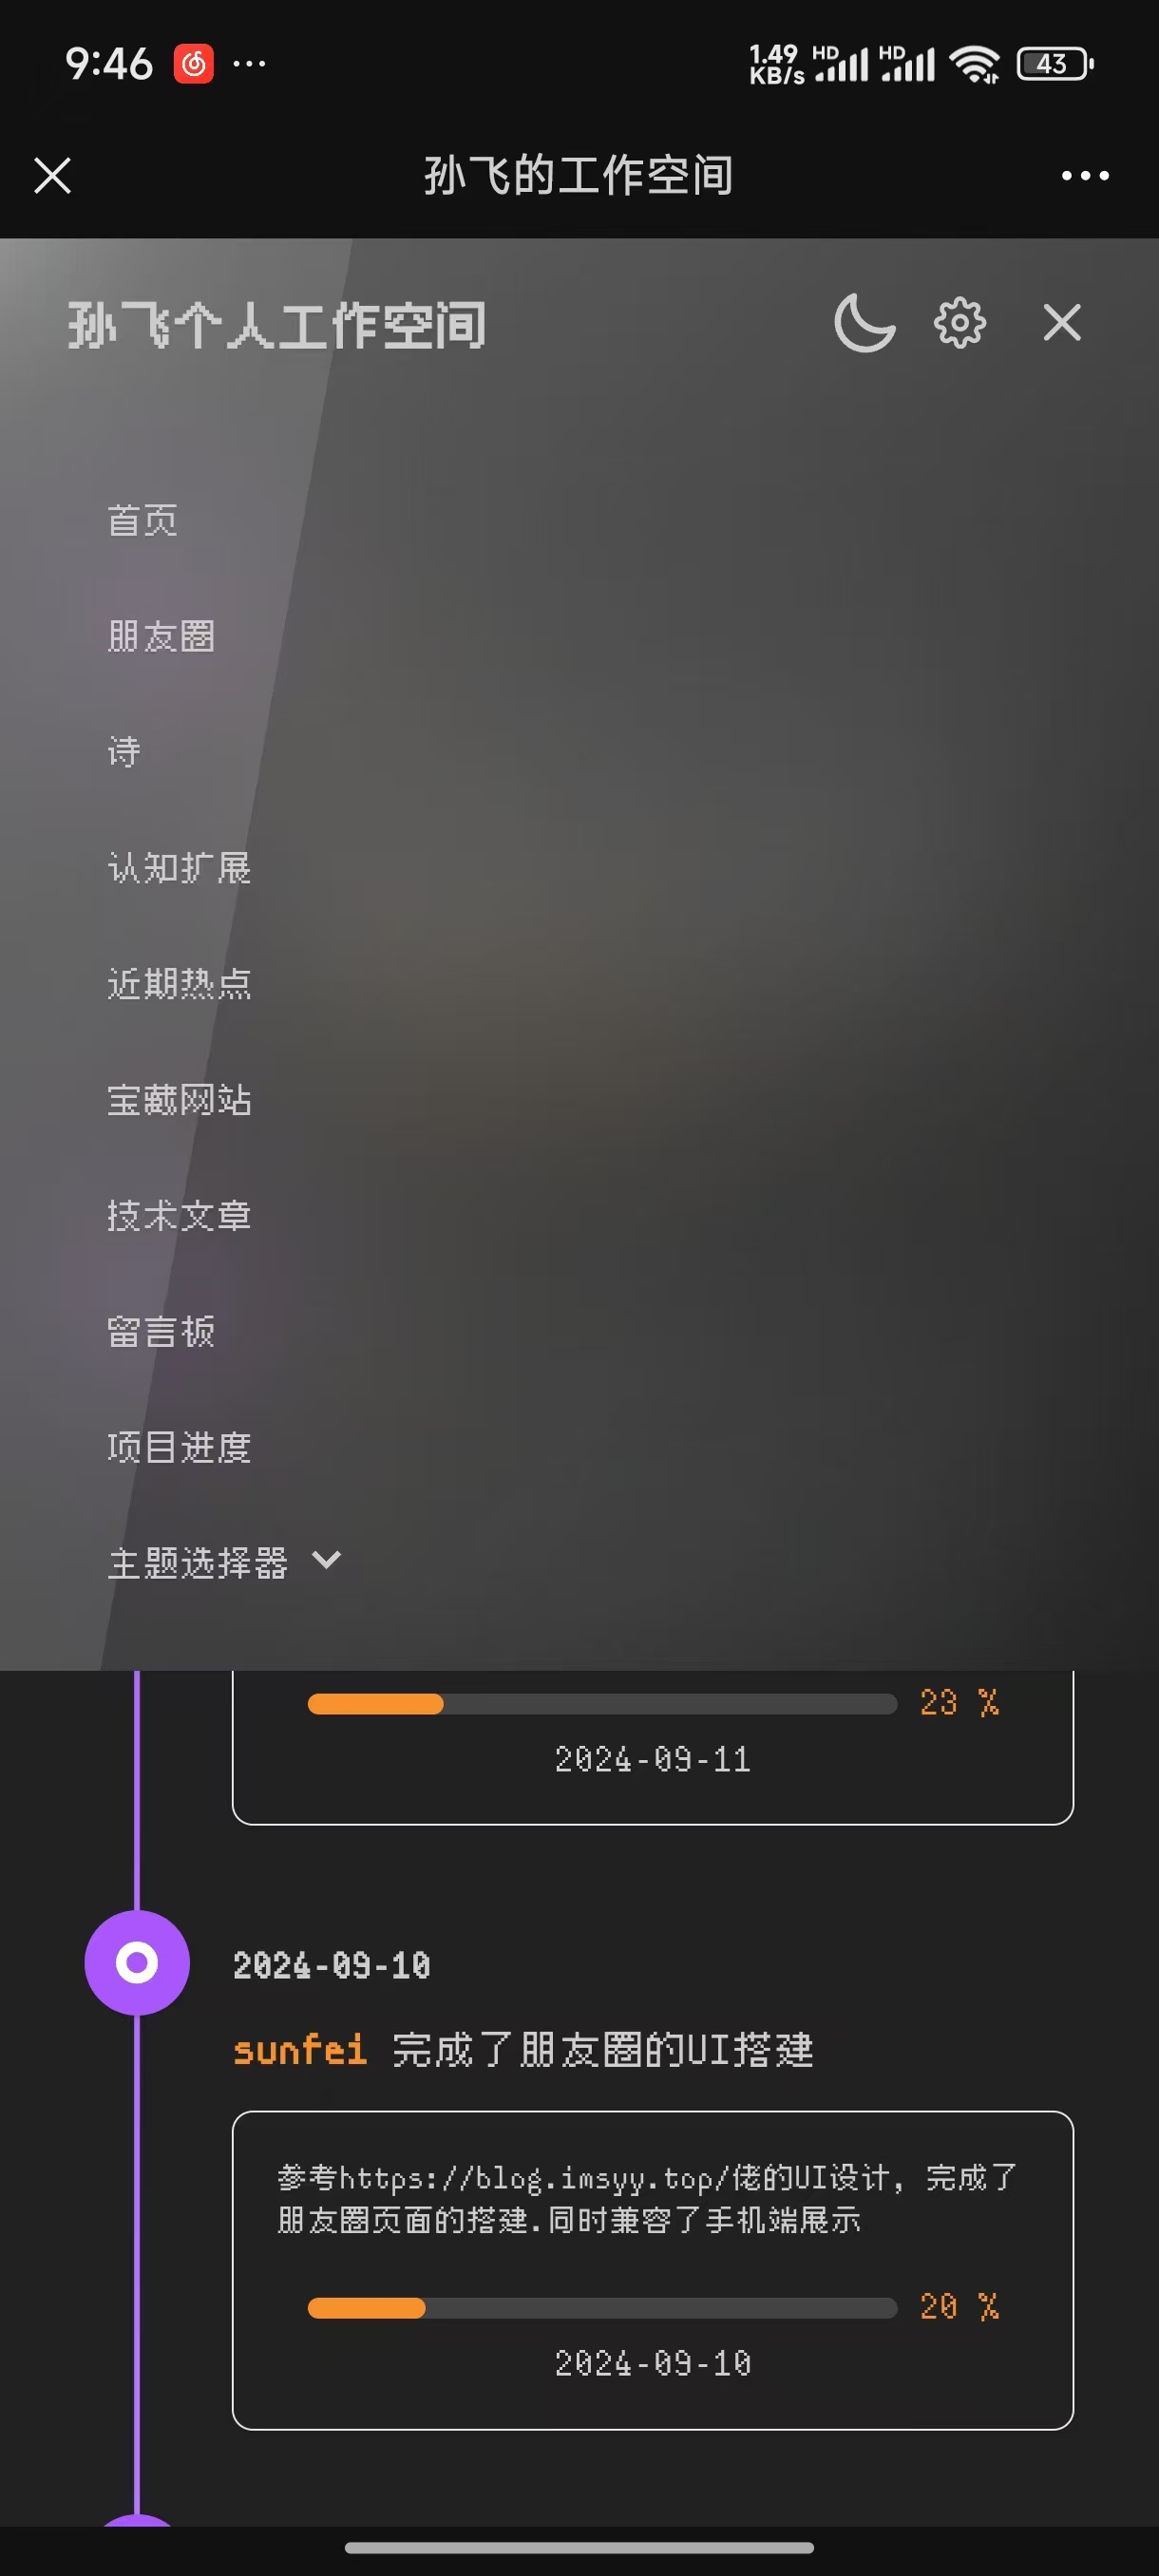 9:46
1.49 KB/s HD HD 43
孙飞的工作空间
孙飞个人工作空间
首页
朋友圈
诗
认知扩展
近期热点
宝藏网站
技术文章
留言板
项目进度
主题选择器
23 %
2024-09-11
2024-09-10
sunfei 完成了朋友圈的UI搭建
参考https://blog.imsyy.top/佬的UI设计，完成了
朋友圈页面的搭建.同时兼容了手机端展示
20 %
2024-09-10